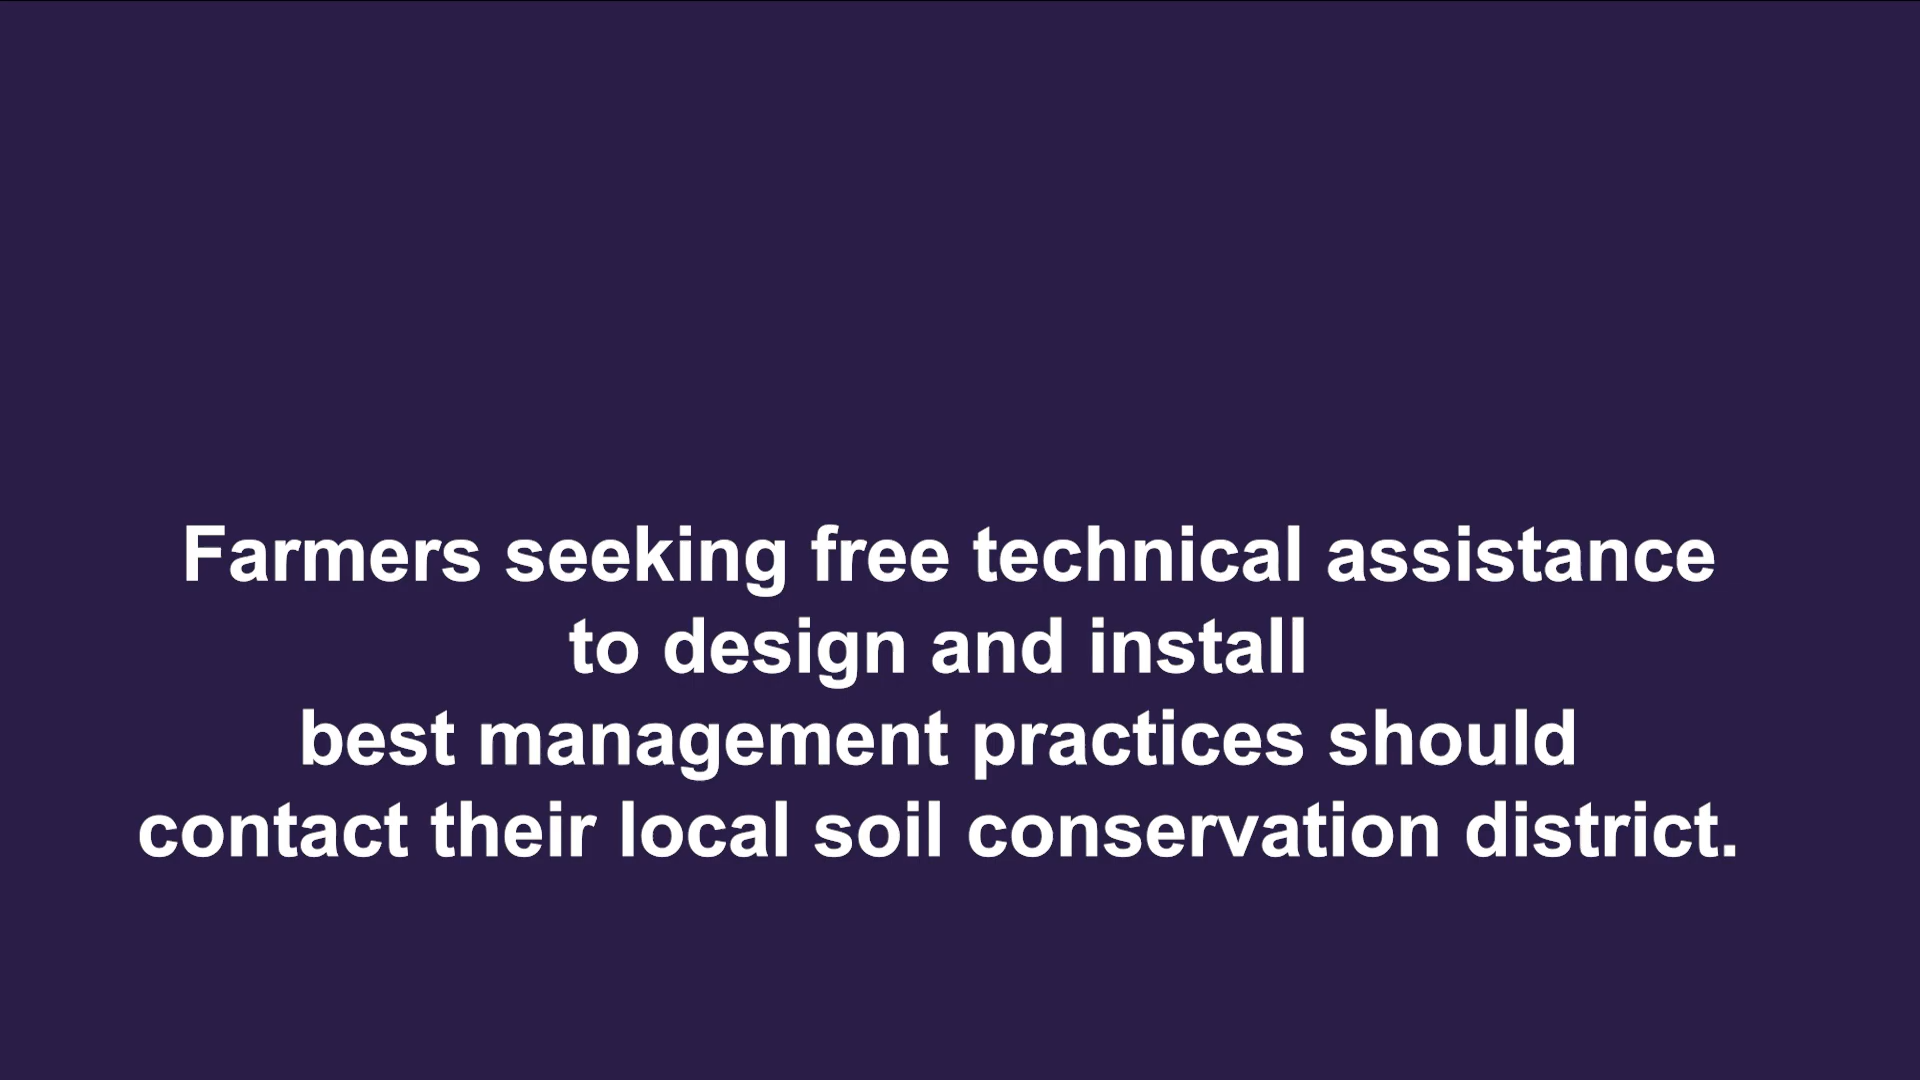 Farmers seeking free technical assistance
to design and install
best management practices should
contact their local soil conservation district.